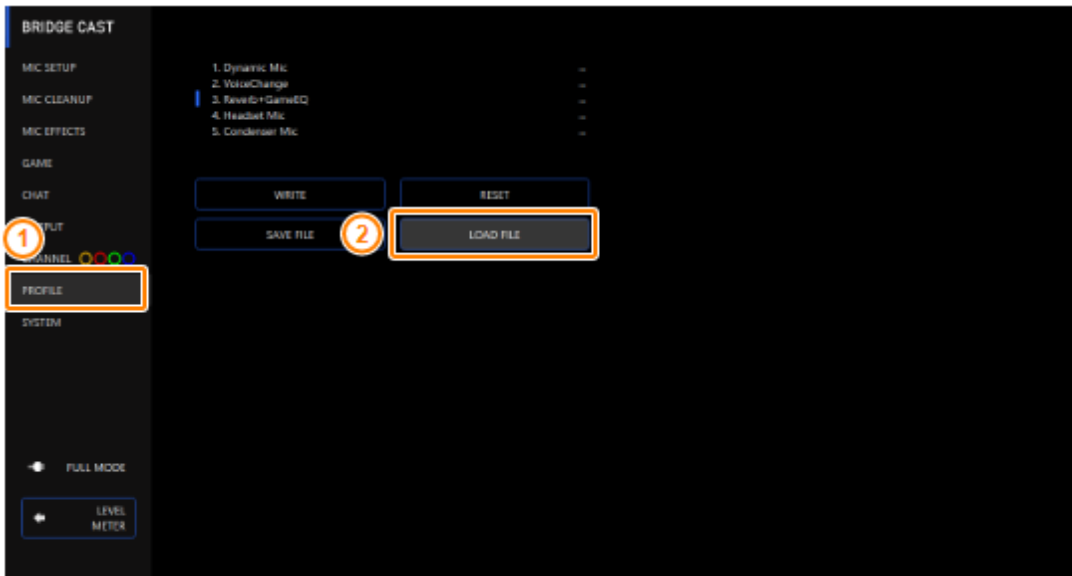 BRIDGE CAST
MIC SETUP
MIC CLEANUP
MIC EFFECTS
GAME
CHAT
PUT
1
CHANNEL
PROFILE
SYSTEM
FULL MODE
LEVEL
METER
1. Dynamic Mic
2. VoiceChange
3. Reverb+GameEQ
4. Headset Mic
5. Condenser Mic
WRITE
RESET
SAVE FILE
2
LOAD FILE